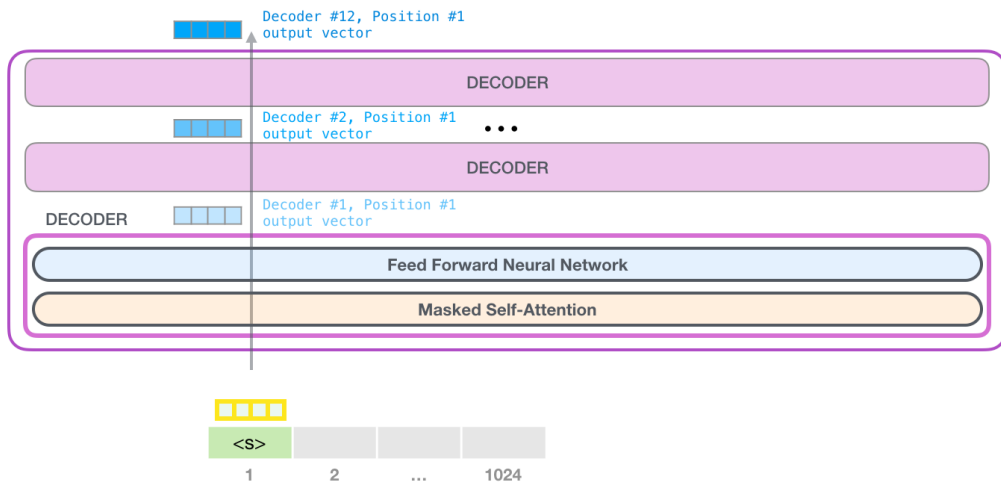 Decoder #12, Position #1
output vector
DECODER
Decoder #2, Position #1
output vector
...
DECODER
Decoder #1, Position #1
output vector
DECODER
Feed Forward Neural Network
Masked Self-Attention
<s>
1 2 ... 1024